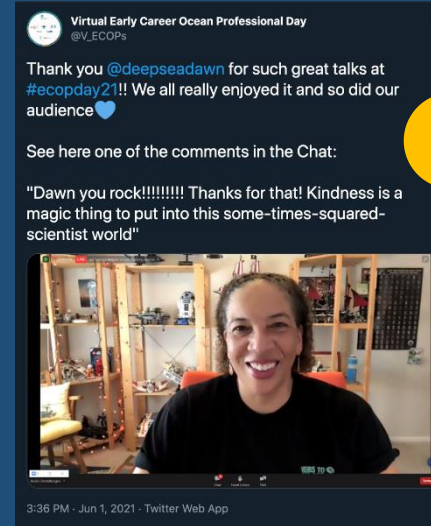 Virtual Early Career Ocean Professional Day
@V_ECOPs
Thank you @deepseadawn for such great talks at
#ecopday21!! We all really enjoyed it and so did our
audience💙
See here one of the comments in the Chat:
"Dawn you rock!!!!!!!!! Thanks for that! Kindness is a
magic thing to put into this some-times-squared-
scientist world"
3:36 PM · Jun 1, 2021 · Twitter Web App